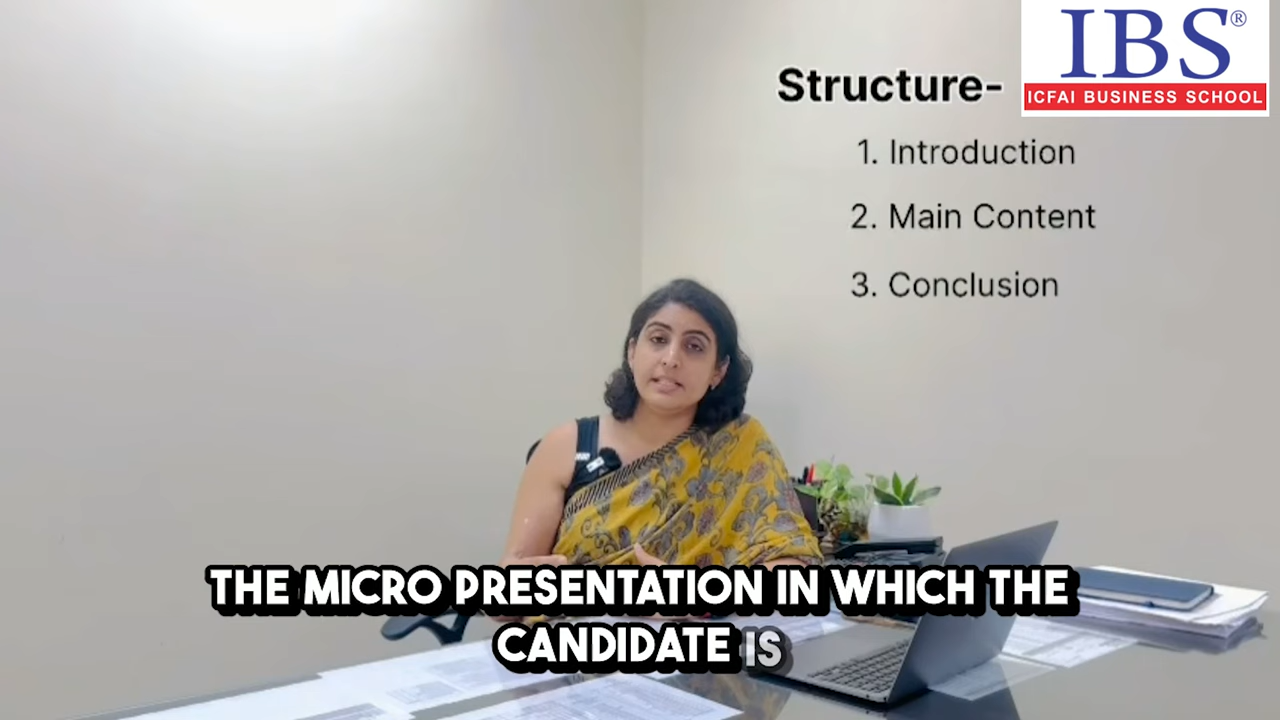 IBS®
ICFAI BUSINESS SCHOOL
Structure-
1. Introduction
2. Main Content
3. Conclusion
THE MICRO PRESENTATION IN WHICH THE
CANDIDATE IS